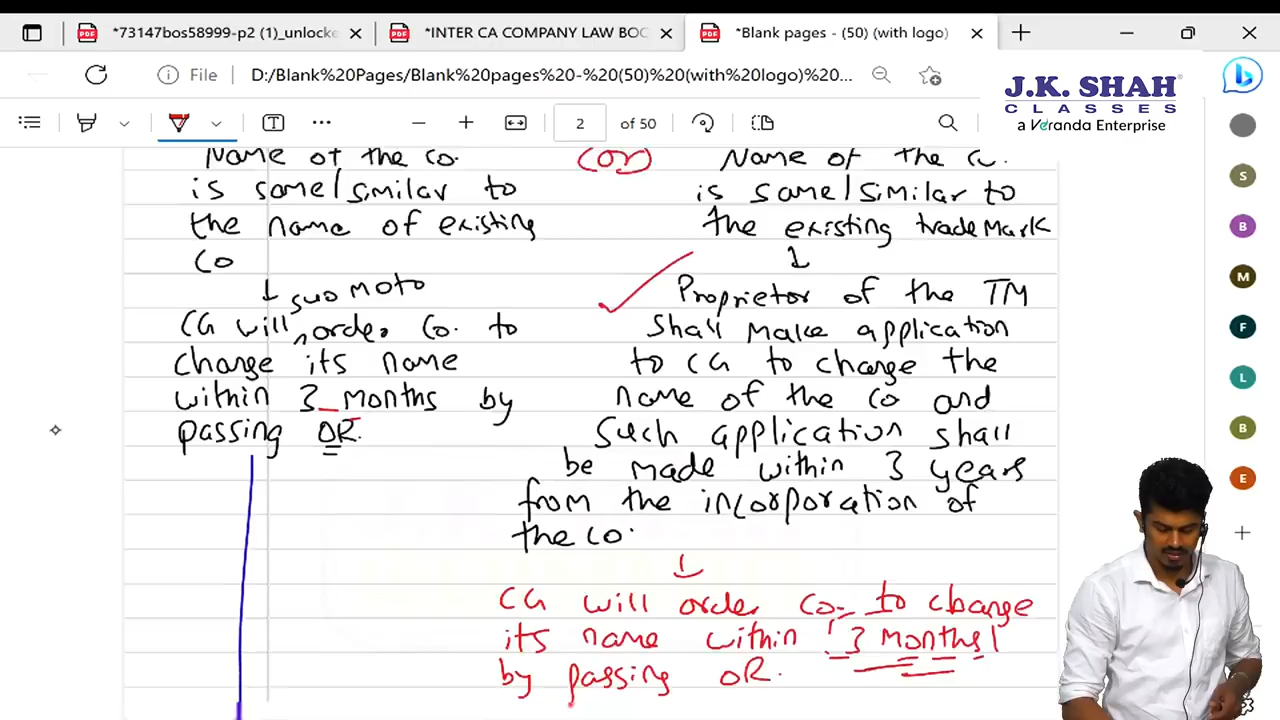 *73147bos58999-p2 (1)_unlocke
*INTER CA COMPANY LAW BOC
*Blank pages - (50) (with logo)
File
D:/Blank%20Pages/Blank%20pages%20-%20(50)%20(with%20logo)%20...
J.K. SHAH
CLASSES
a Veranda Enterprise
2 of 50
Name of the Co.
is same/similar to
the name of existing
Co
suo moto
CG will order Co. to
change its name
within 3 months by
passing OR.
(or)
Name of the Co.
is same/similar to
the existing trade Mark
Proprietor of the TM
shall make application
to CG to change the
name of the Co and
Such application shall
be made within 3 years
from the incorporation of
the Co.
CG will order Co. to change
its name within 3 months
by passing OR.
S
B
M
F
L
B
E